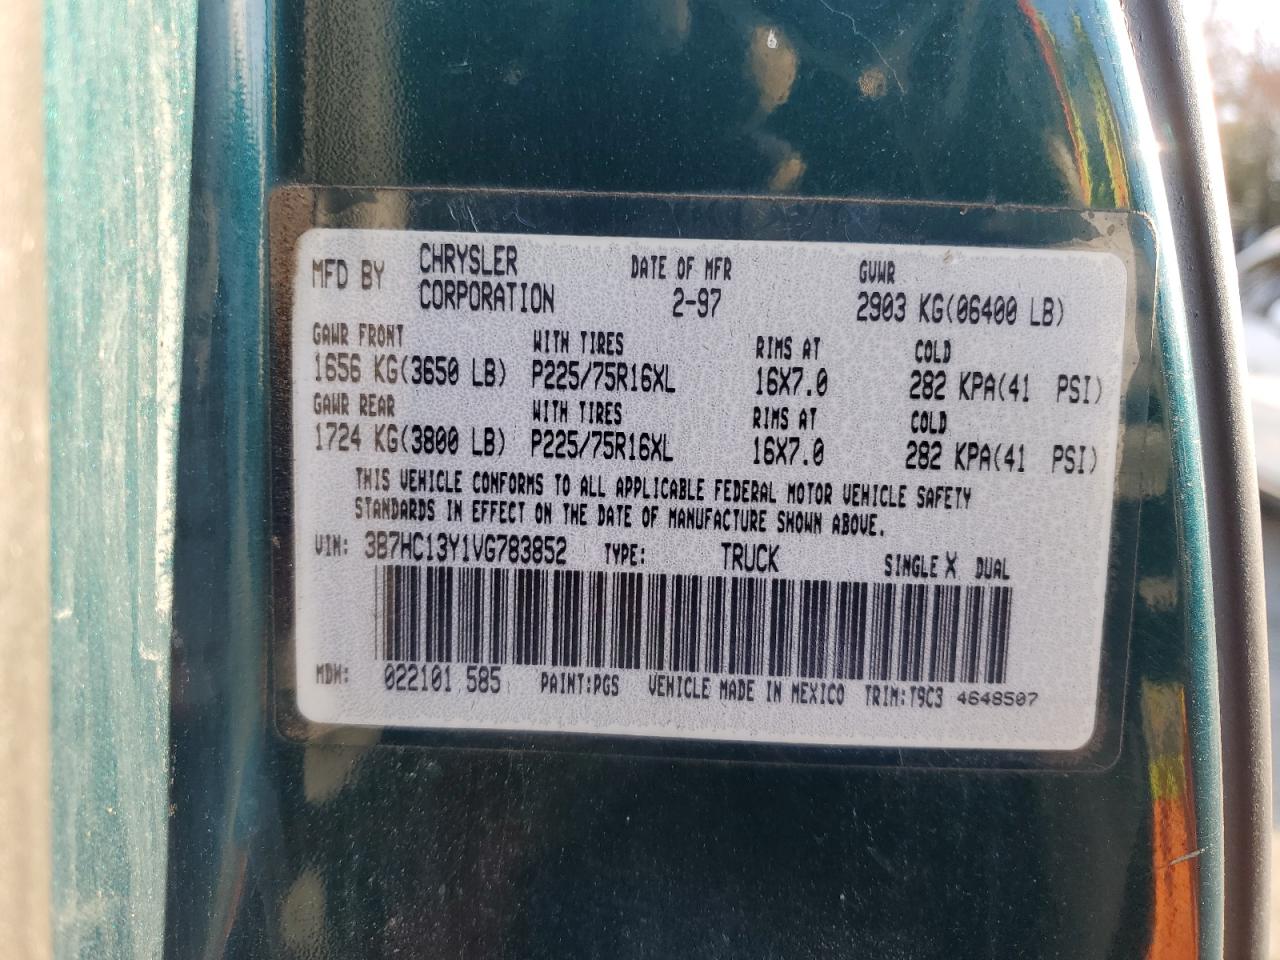 MFD BY CHRYSLER CORPORATION DATE OF MFR 2-97 GVWR 2903 KG(06400 LB)
GAWR FRONT WITH TIRES RIMS AT COLD
1656 KG(3650 LB) P225/75R16XL 16X7.0 282 KPA(41 PSI)
GAWR REAR WITH TIRES RIMS AT COLD
1724 KG(3800 LB) P225/75R16XL 16X7.0 282 KPA(41 PSI)
THIS VEHICLE CONFORMS TO ALL APPLICABLE FEDERAL MOTOR VEHICLE SAFETY
STANDARDS IN EFFECT ON THE DATE OF MANUFACTURE SHOWN ABOVE.
VIN: 3B7HC13Y1VG783852 TYPE: TRUCK SINGLE X DUAL
MDH: 022101 585 PAINT:PGS VEHICLE MADE IN MEXICO TRIM:T9C3 4648507